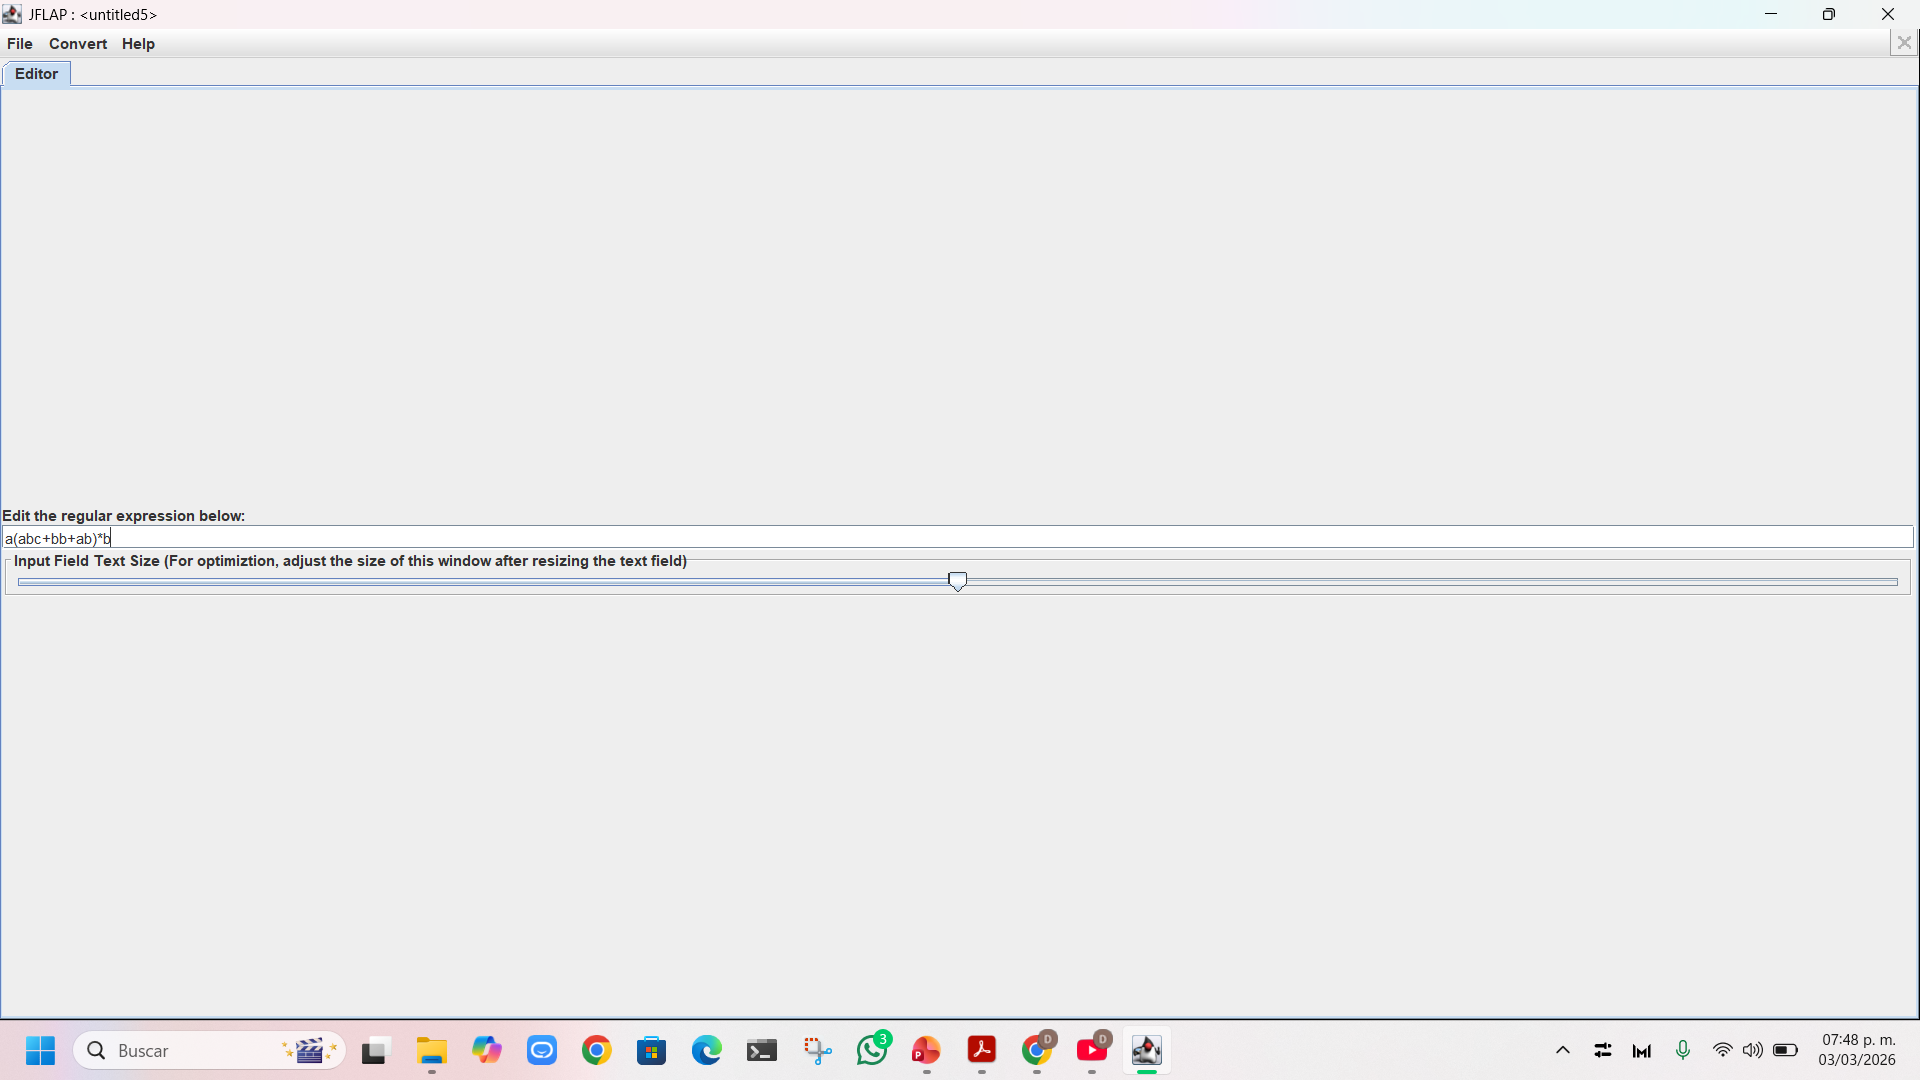 JFLAP : <untitled5>
File Convert Help
Editor
Edit the regular expression below:
a(abc+bb+ab)*b
Input Field Text Size (For optimiztion, adjust the size of this window after resizing the text field)
Buscar
3
D
D
07:48 p. m.
03/03/2026